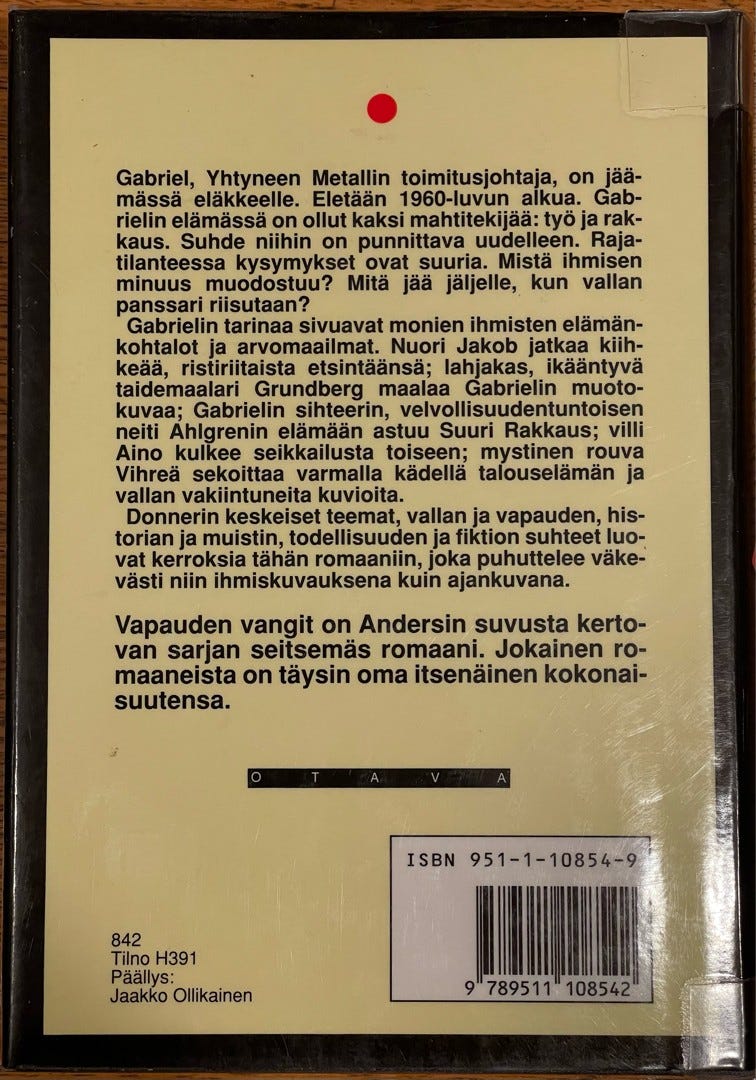 Gabriel, Yhtyneen Metallin toimitusjohtaja, on jää-
mässä eläkkeelle. Eletään 1960-luvun alkua. Gab-
rielin elämässä on ollut kaksi mahtitekijää: työ ja rak-
kaus. Suhde niihin on punnittava uudelleen. Raja-
tilanteessa kysymykset ovat suuria. Mistä ihmisen
minuus muodostuu? Mitä jää jäljelle, kun vallan
panssari riisutaan?
Gabrielin tarinaa sivuavat monien ihmisten elämän-
kohtalot ja arvomaailmat. Nuori Jakob jatkaa kiih-
keää, ristiriitaista etsintäänsä; lahjakas, ikääntyvä
taidemaalari Grundberg maalaa Gabrielin muoto-
kuvaa; Gabrielin sihteerin, velvollisuudentuntoisen
neiti Ahlgrenin elämään astuu Suuri Rakkaus; villi
Aino kulkee seikkailusta toiseen; mystinen rouva
Vihreä sekoittaa varmalla kädellä talouselämän ja
vallan vakiintuneita kuvioita.
Donnerin keskeiset teemat, vallan ja vapauden, his-
torian ja muistin, todellisuuden ja fiktion suhteet luo-
vat kerroksia tähän romaaniin, joka puhuttelee väke-
västi niin ihmiskuvauksena kuin ajankuvana.
Vapauden vangit on Andersin suvusta kerto-
van sarjan seitsemäs romaani. Jokainen ro-
maaneista on täysin oma itsenäinen kokonai-
suutensa.
OTAVA
ISBN 951-1-10854-9
9 789511 108542
842
Tilno H391
Päällys:
Jaakko Ollikainen